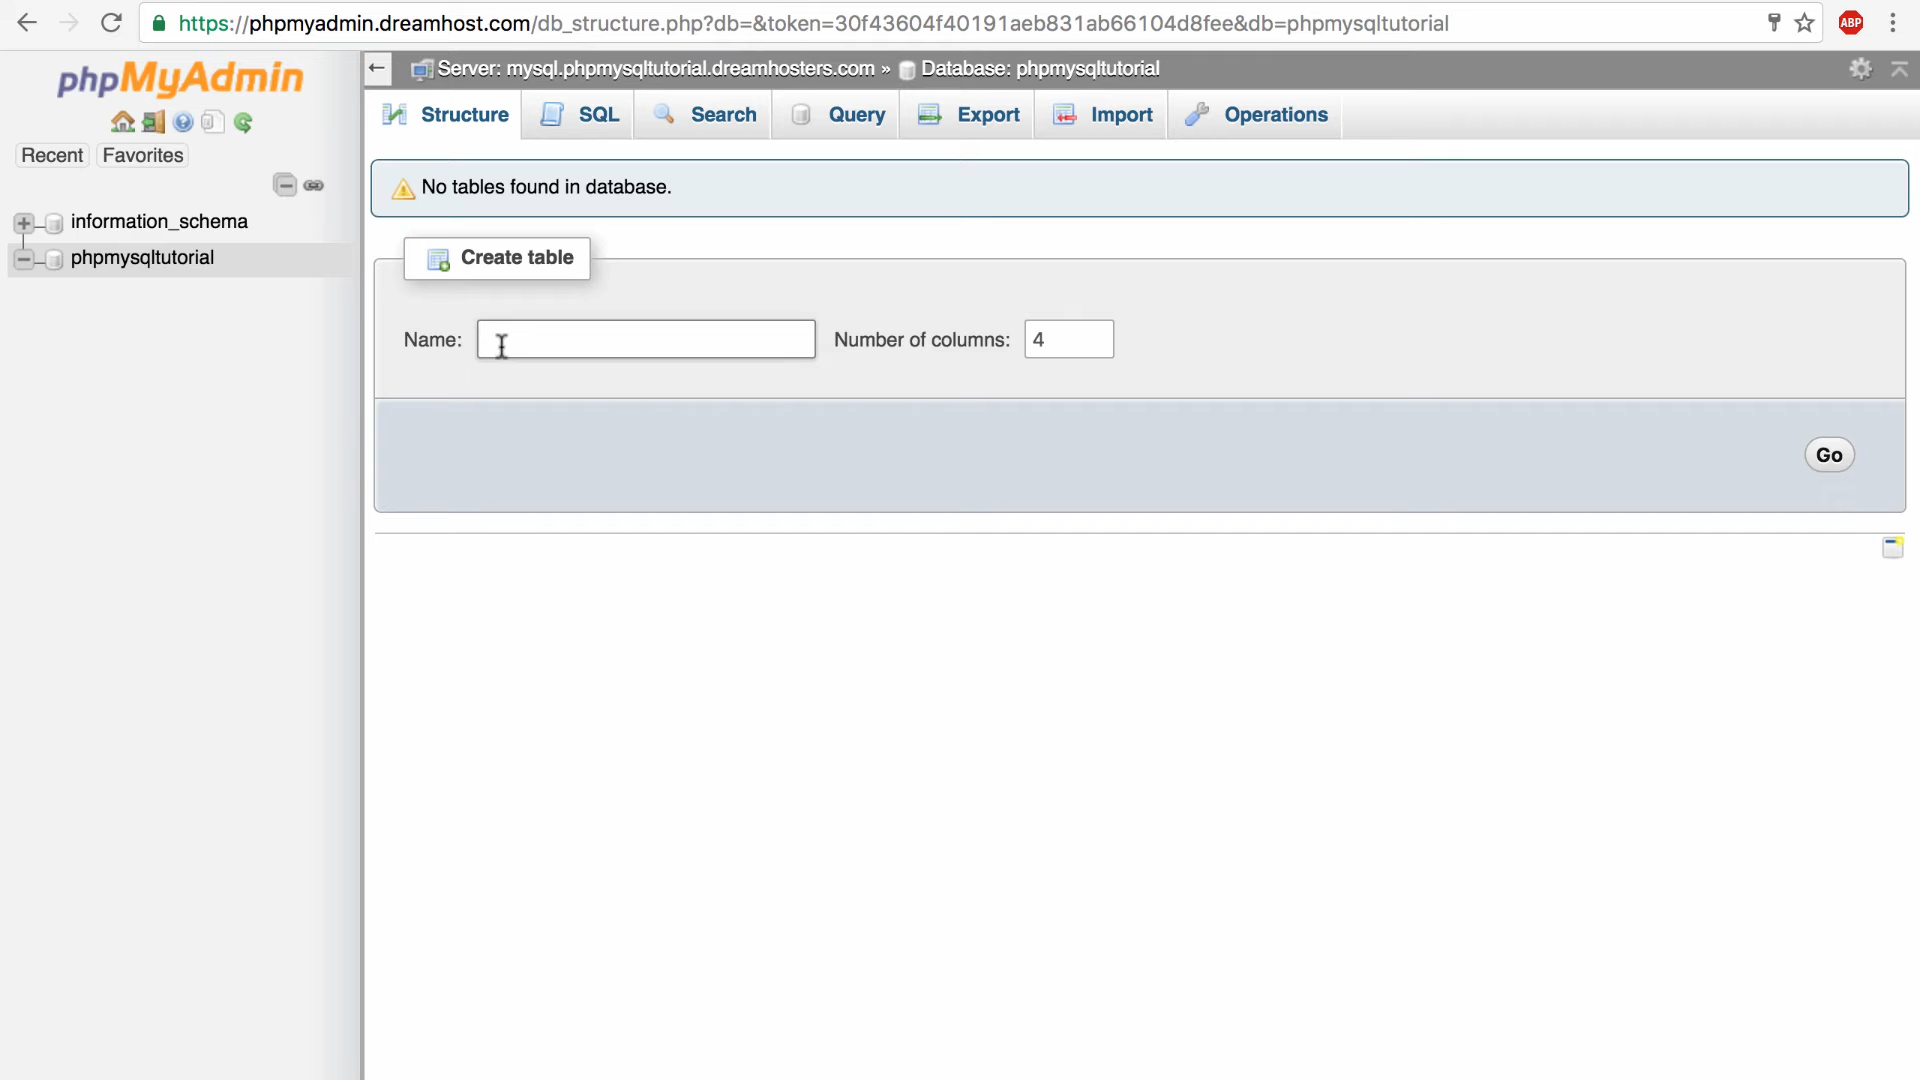 https://phpmyadmin.dreamhost.com/db_structure.php?db=&token=30f43604f40191aeb831ab66104d8fee&db=phpmysqltutorial
ABP
phpMyAdmin
Server: mysql.phpmysqltutorial.dreamhosters.com » Database: phpmysqltutorial
Structure SQL Search Query Export Import Operations
Recent Favorites
information_schema
phpmysqltutorial
No tables found in database.
Create table
Name: Number of columns: 4
Go